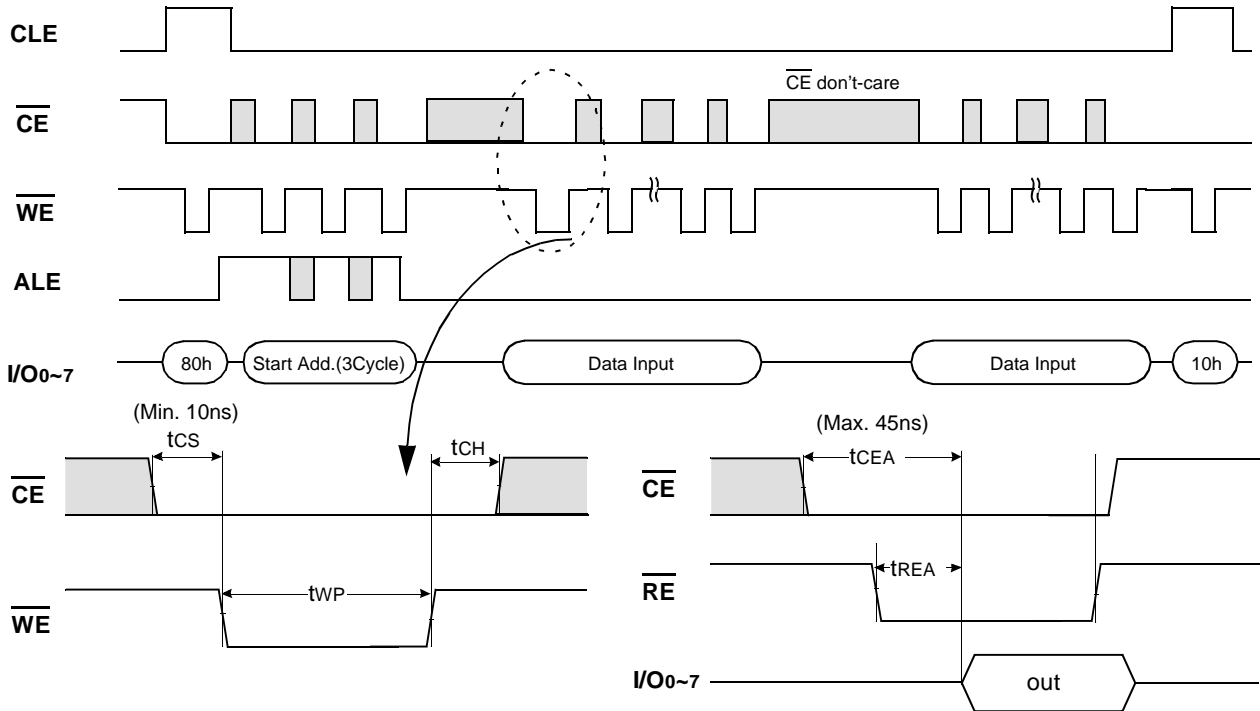 CLE
CE don't-care
CE
WE
ALE
I/O0~7 80h Start Add.(3Cycle) Data Input Data Input 10h
(Min. 10ns) (Max. 45ns)
tCS tCH tCEA
CE CE
tWP tREA
WE RE
I/O0~7 out